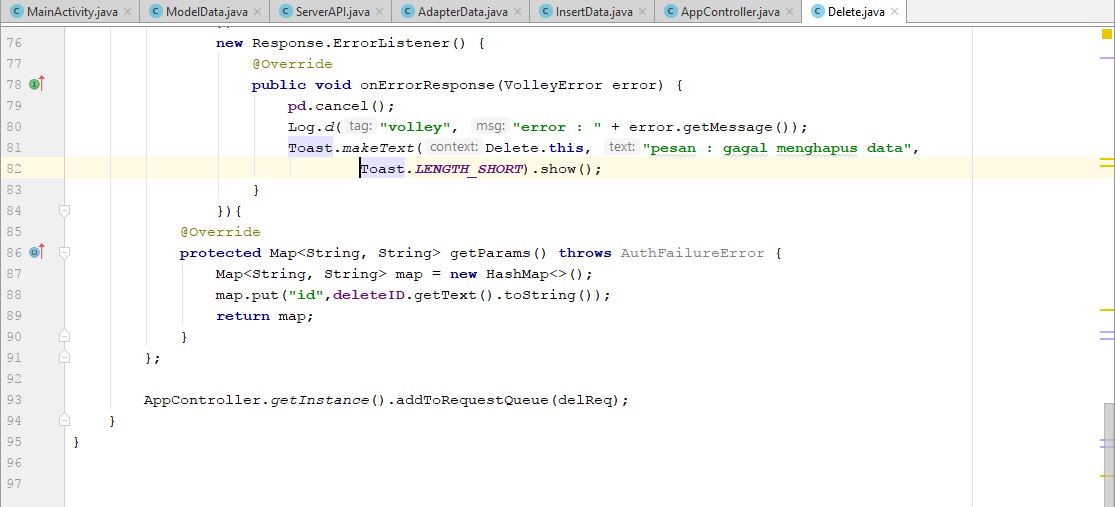 MainActivity.java ModelData.java ServerAPI.java AdapterData.java InsertData.java AppController.java Delete.java
76 new Response.ErrorListener() {
77 @Override
78 public void onErrorResponse(VolleyError error) {
79 pd.cancel();
80 Log.d( tag: "volley", msg: "error : " + error.getMessage());
81 Toast.makeText( context: Delete.this, text: "pesan : gagal menghapus data",
82 Toast.LENGTH_SHORT).show();
83 }
84 }){
85 @Override
86 protected Map<String, String> getParams() throws AuthFailureError {
87 Map<String, String> map = new HashMap<>();
88 map.put("id",deleteID.getText().toString());
89 return map;
90 }
91 };
92
93 AppController.getInstance().addToRequestQueue(delReq);
94 }
95 }
96
97